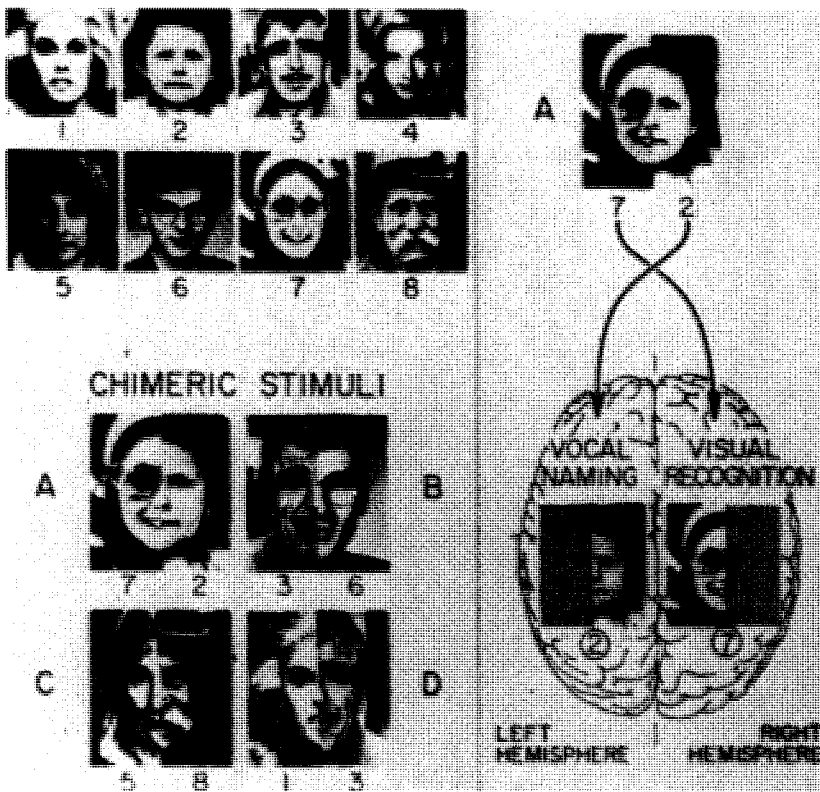 1 2 3 4
5 6 7 8
CHIMERIC STIMULI
A B
7 2 3 6
C D
5 8 1 3
A
7 2
VOCAL NAMING
VISUAL RECOGNITION
2 7
LEFT HEMISPHERE
RIGHT HEMISPHERE